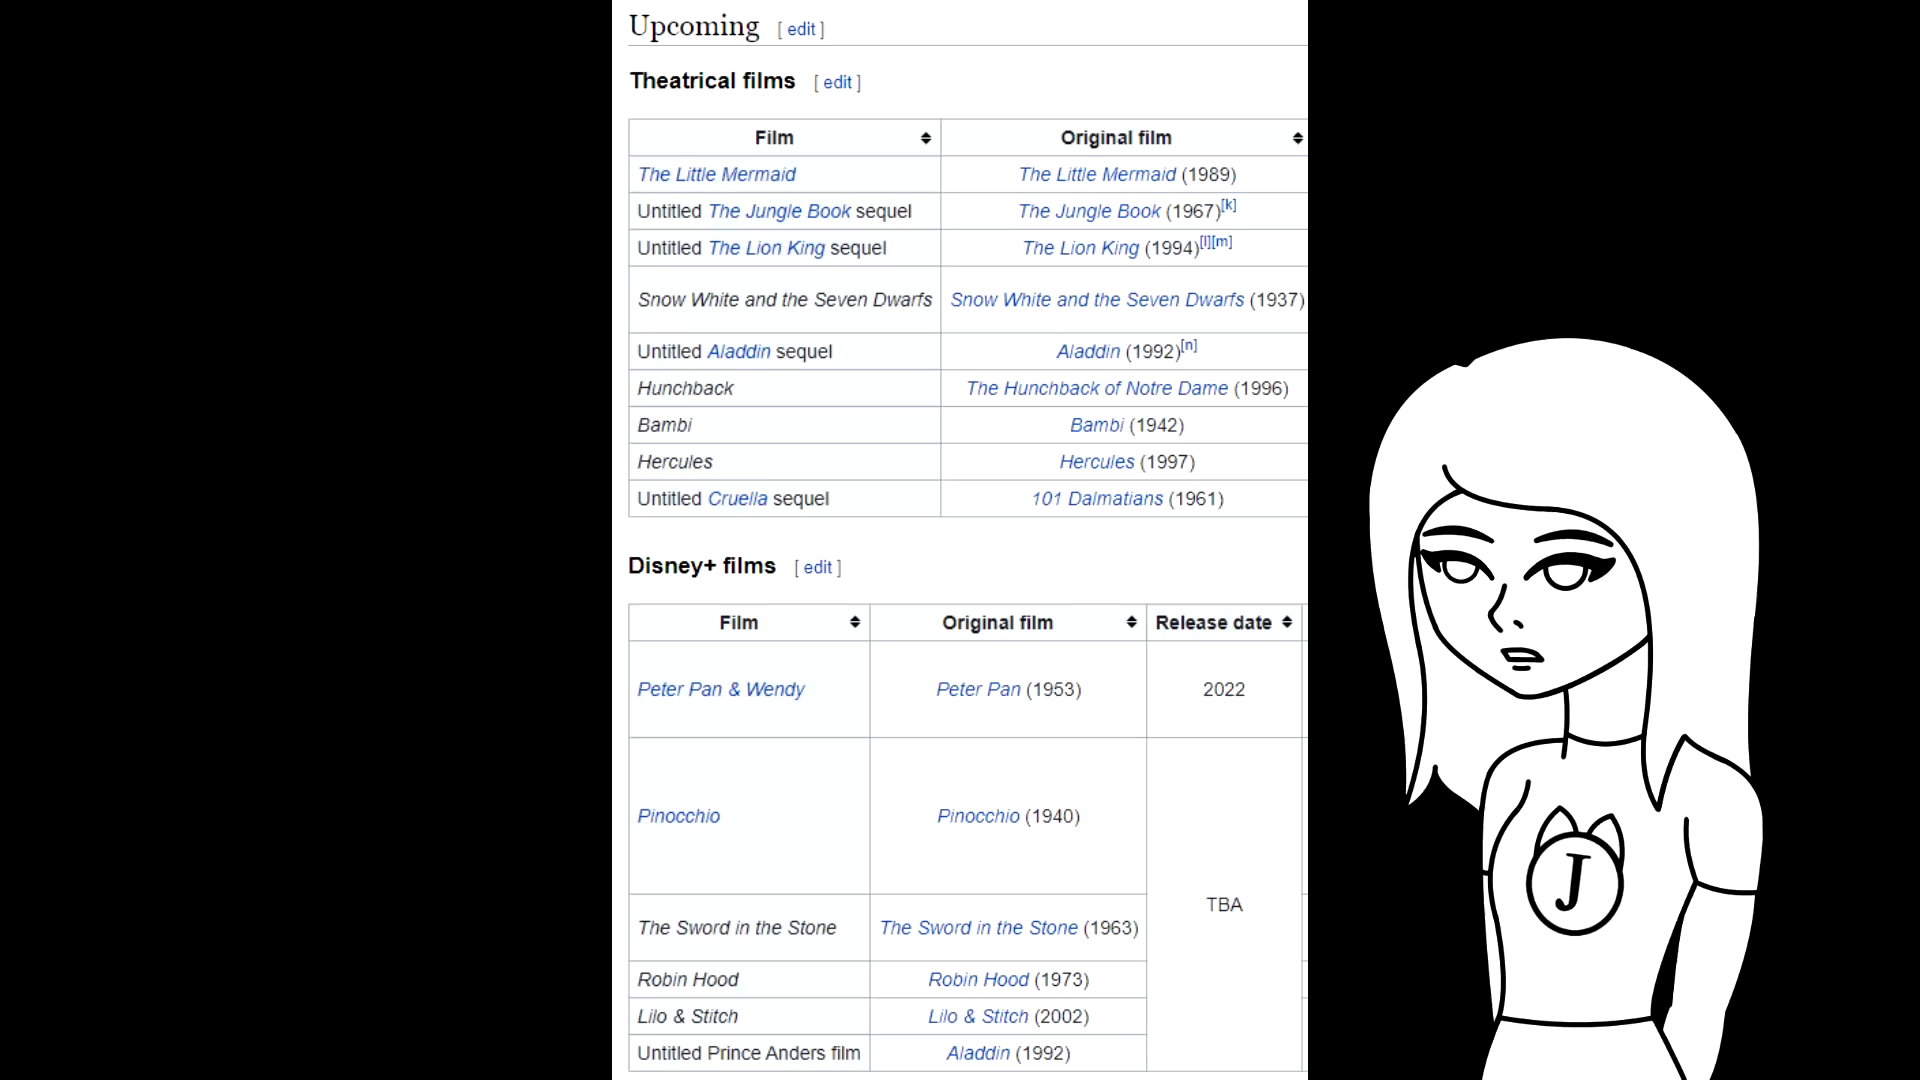 Upcoming [ edit ]
Theatrical films [ edit ]
Film Original film
The Little Mermaid The Little Mermaid (1989)
Untitled The Jungle Book sequel The Jungle Book (1967)[k]
Untitled The Lion King sequel The Lion King (1994)[l][m]
Snow White and the Seven Dwarfs Snow White and the Seven Dwarfs (1937)
Untitled Aladdin sequel Aladdin (1992)[n]
Hunchback The Hunchback of Notre Dame (1996)
Bambi Bambi (1942)
Hercules Hercules (1997)
Untitled Cruella sequel 101 Dalmatians (1961)
Disney+ films [ edit ]
Film Original film Release date
Peter Pan & Wendy Peter Pan (1953) 2022
Pinocchio Pinocchio (1940)
TBA
The Sword in the Stone The Sword in the Stone (1963)
Robin Hood Robin Hood (1973)
Lilo & Stitch Lilo & Stitch (2002)
Untitled Prince Anders film Aladdin (1992)
J